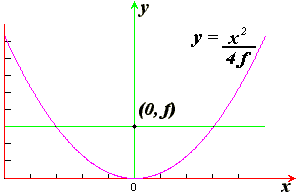 y
y = x²/4f
(0, f)
0
x